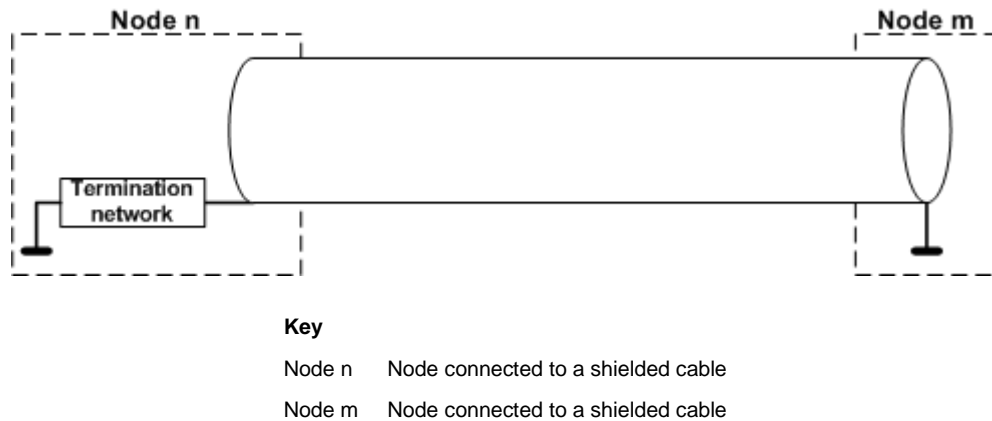 Node n
Node m
Termination
network
Key
Node n Node connected to a shielded cable
Node m Node connected to a shielded cable